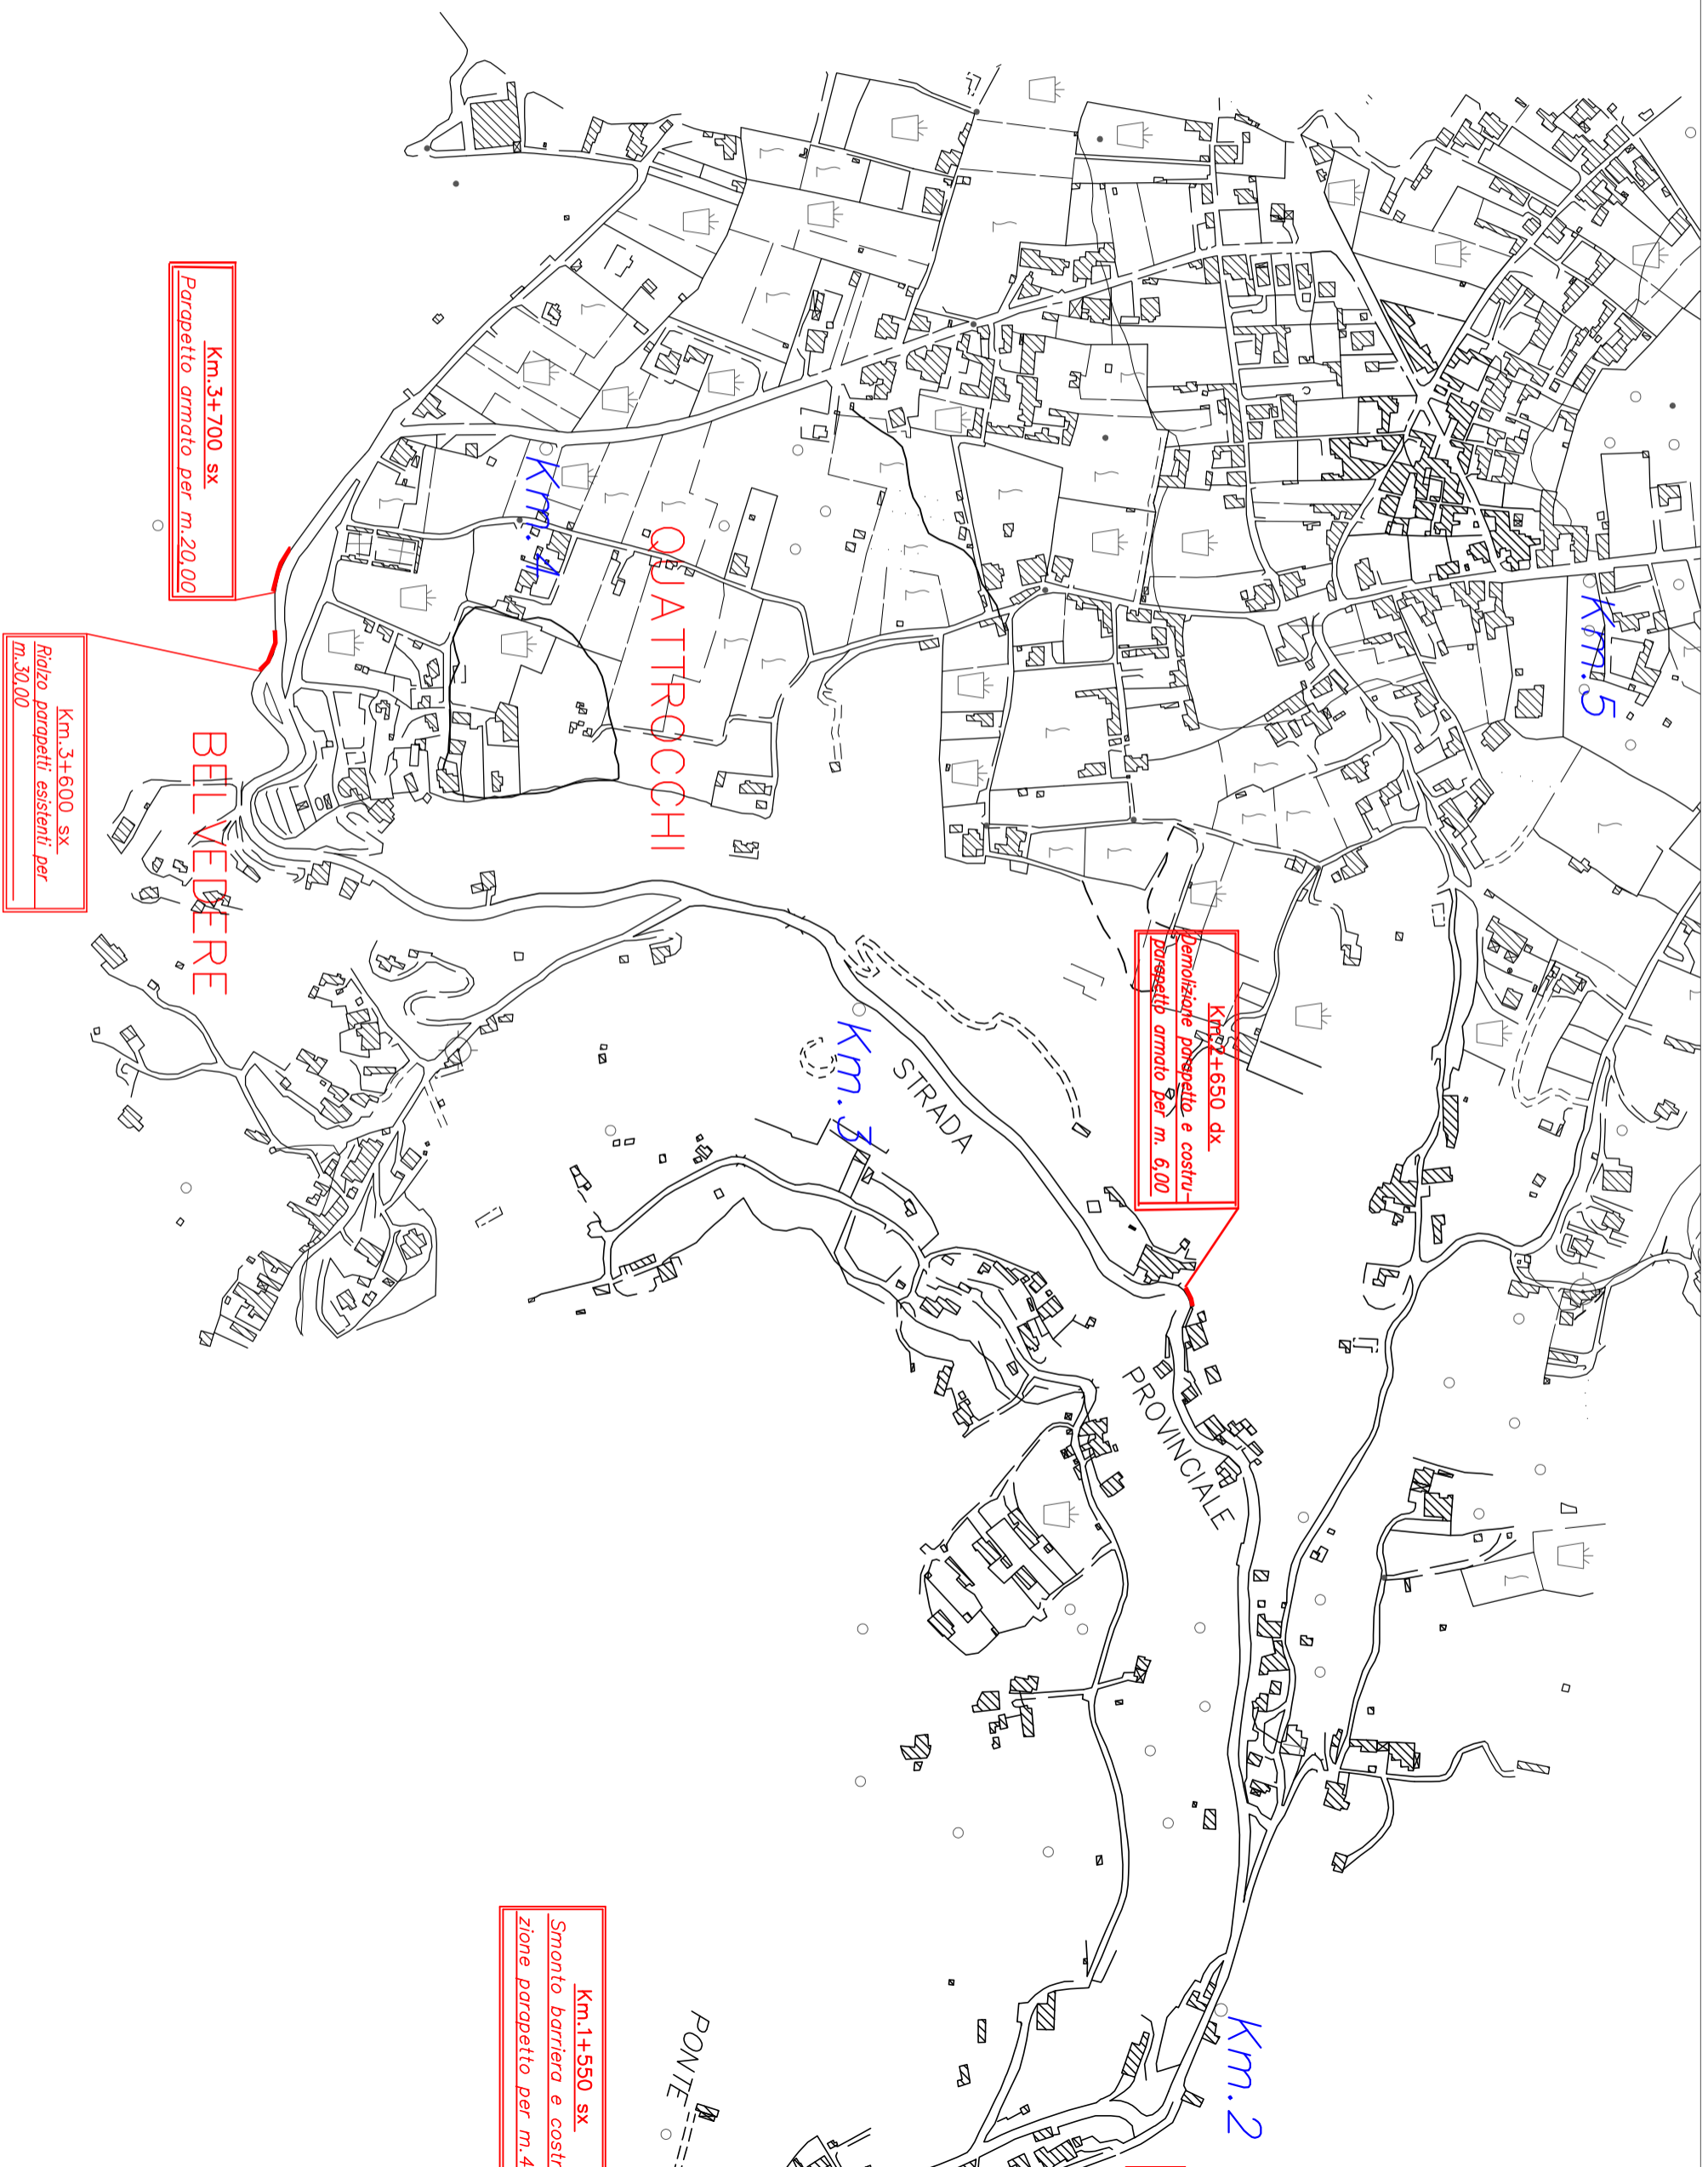 Km.5
Km.3+700 sx
Parapetto armato per m.20,00
Km.4
QUATTROCCHI
Km.3+600 sx
Rialzo parapetti esistenti per
m.30,00
BELVEDERE
Km.2+650 dx
Demolizione parapetto e costru-
parapetto armato per m. 6,00
Km.3
STRADA
PROVINCIALE
Km.2
Km.1+550 sx
Smonto barriera e costr
zione parapetto per m.4
PONTE